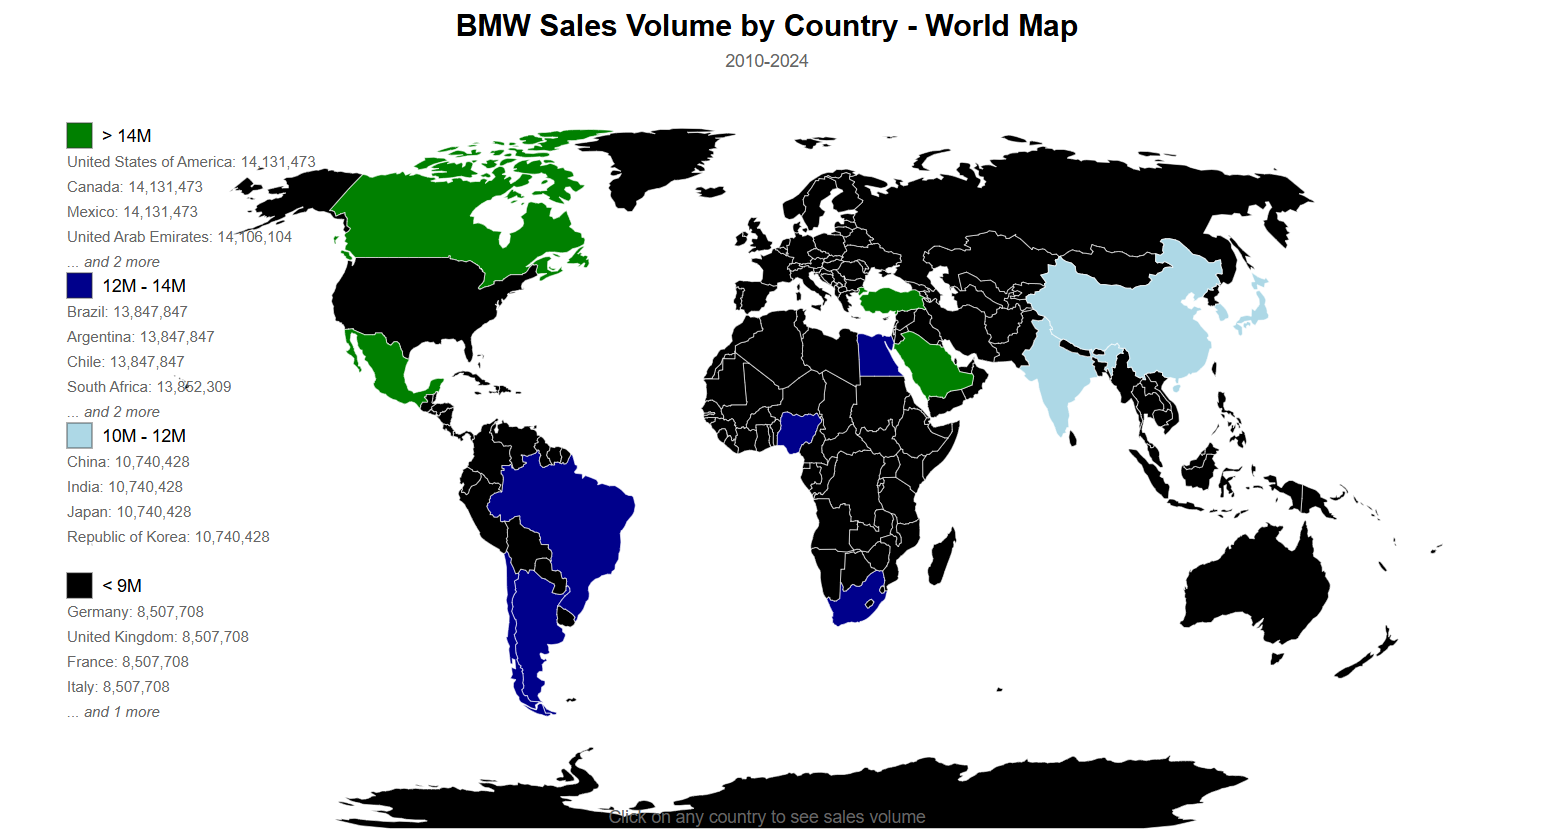 BMW Sales Volume by Country - World Map
2010-2024
> 14M
United States of America: 14,131,473
Canada: 14,131,473
Mexico: 14,131,473
United Arab Emirates: 14,106,104
... and 2 more
12M - 14M
Brazil: 13,847,847
Argentina: 13,847,847
Chile: 13,847,847
South Africa: 13,852,309
... and 2 more
10M - 12M
China: 10,740,428
India: 10,740,428
Japan: 10,740,428
Republic of Korea: 10,740,428
< 9M
Germany: 8,507,708
United Kingdom: 8,507,708
France: 8,507,708
Italy: 8,507,708
... and 1 more
Click on any country to see sales volume